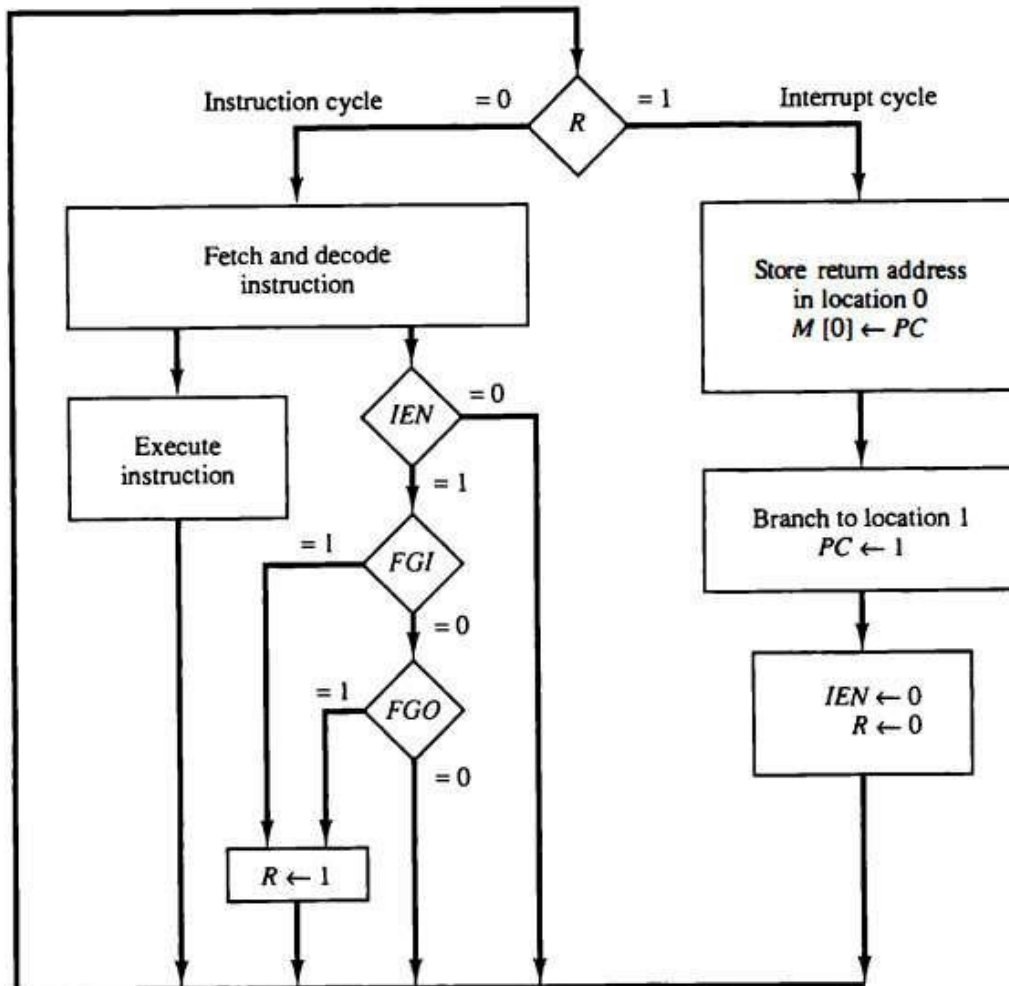 Instruction cycle
= 0
R
= 1
Interrupt cycle
Fetch and decode
instruction
Store return address
in location 0
M [0] ← PC
IEN
= 0
Execute
instruction
= 1
Branch to location 1
PC ← 1
= 1
FGI
= 0
= 1
FGO
IEN ← 0
R ← 0
= 0
R ← 1